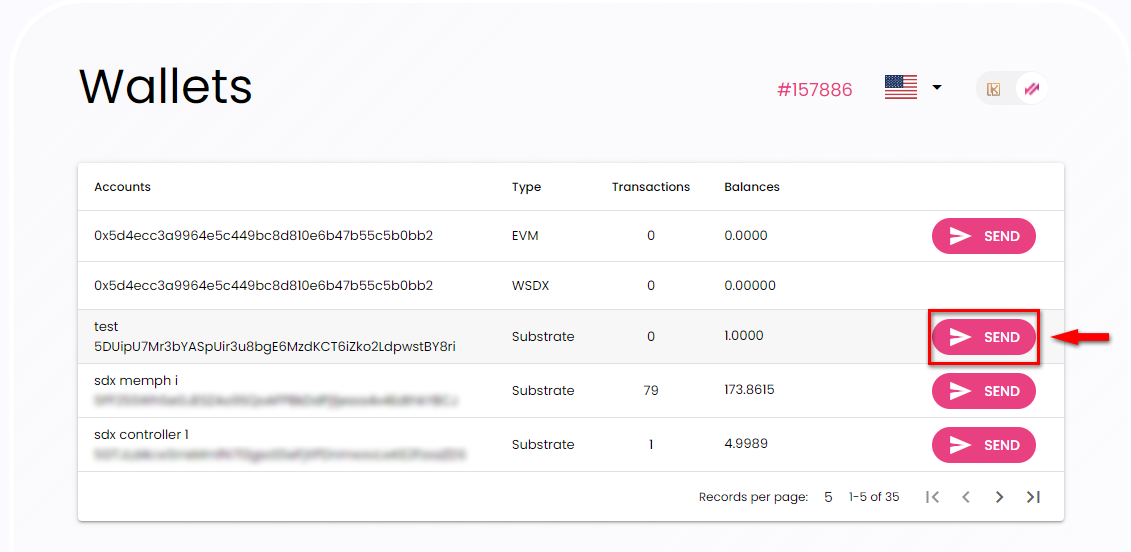 Wallets
#157886
Accounts Type Transactions Balances
0x5d4ecc3a9964e5c449bc8d810e6b47b55c5b0bb2 EVM 0 0.0000 SEND
0x5d4ecc3a9964e5c449bc8d810e6b47b55c5b0bb2 WSDX 0 0.00000
test
5DUipU7Mr3bYASpUir3u8bgE6MzdKCT6iZko2LdpwstBY8ri Substrate 0 1.0000 SEND
sdx memph i
Substrate 79 173.8615 SEND
sdx controller 1
Substrate 1 4.9989 SEND
Records per page: 5 1-5 of 35